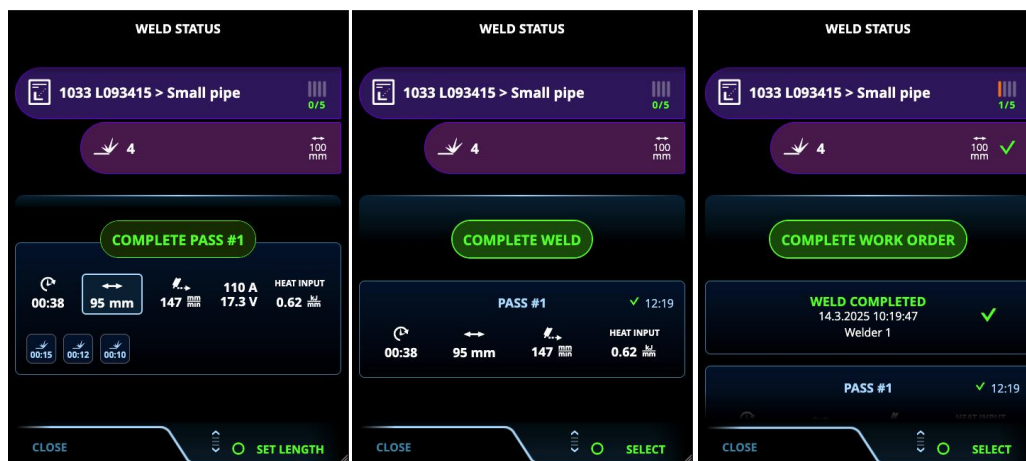 WELD STATUS
1033 L093415 > Small pipe
0/5
4
100
mm
COMPLETE PASS #1
00:38
95 mm
147 mm/min
110 A
17.3 V
HEAT INPUT
0.62 kJ/mm
00:15 00:12 00:10
CLOSE
SET LENGTH
WELD STATUS
1033 L093415 > Small pipe
0/5
4
100
mm
COMPLETE WELD
PASS #1
12:19
00:38
95 mm
147 mm/min
HEAT INPUT
0.62 kJ/mm
CLOSE
SELECT
WELD STATUS
1033 L093415 > Small pipe
1/5
4
100
mm
COMPLETE WORK ORDER
WELD COMPLETED
14.3.2025 10:19:47
Welder 1
PASS #1
12:19
HEAT INPUT
CLOSE
SELECT